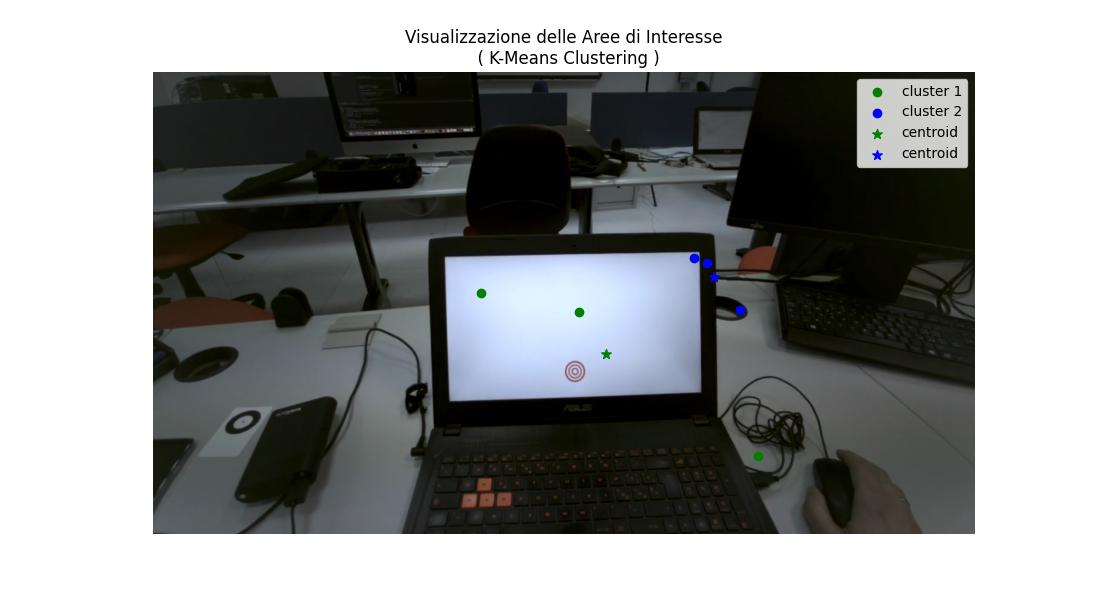 Visualizzazione delle Aree di Interesse
( K-Means Clustering )
cluster 1
cluster 2
centroid
centroid
ASUS